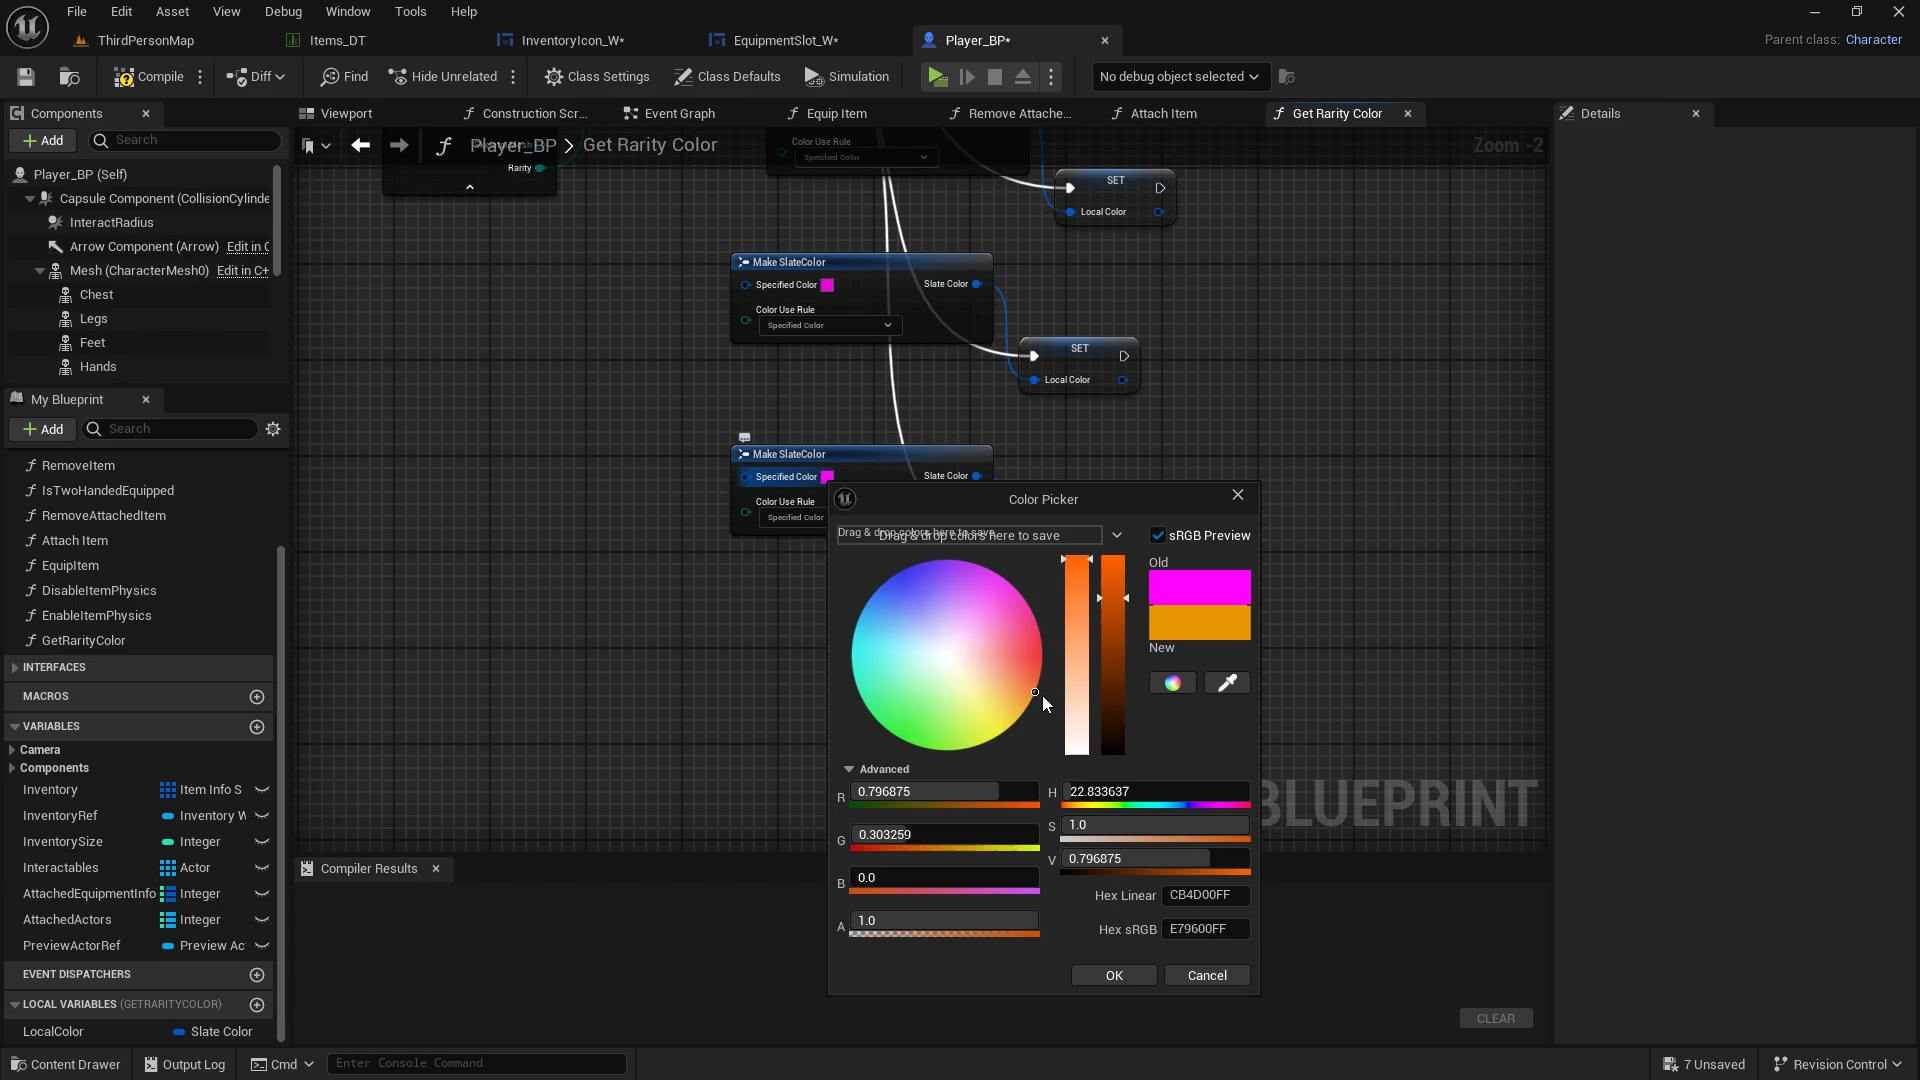 File Edit Asset View Debug Window Tools Help
ThirdPersonMap Items_DT InventoryIcon_W* EquipmentSlot_W* Player_BP* Parent class: Character
Compile Diff Find Hide Unrelated Class Settings Class Defaults Simulation No debug object selected
Components Viewport Construction Scr... Event Graph Equip Item Remove Attache... Attach Item Get Rarity Color Details
Add Search
Player_BP > Get Rarity Color Zoom -2
Rarity
Color Use Rule
Specified Color
Player_BP (Self)
Capsule Component (CollisionCylinde
InteractRadius
Arrow Component (Arrow) Edit in C
Mesh (CharacterMesh0) Edit in C+
Chest
Legs
Feet
Hands
SET
Local Color
Make SlateColor
Specified Color Slate Color
Color Use Rule
Specified Color
SET
Local Color
Make SlateColor
Specified Color Slate Color
Color Use Rule
Specified Color
My Blueprint
Add Search
RemoveItem
IsTwoHandedEquipped
RemoveAttachedItem
Attach Item
EquipItem
DisableItemPhysics
EnableItemPhysics
GetRarityColor
INTERFACES
MACROS
VARIABLES
Camera
Components
Inventory Item Info S
InventoryRef Inventory W
InventorySize Integer
Interactables Actor
AttachedEquipmentInfo Integer
AttachedActors Integer
PreviewActorRef Preview Ac
EVENT DISPATCHERS
LOCAL VARIABLES (GETRARITYCOLOR)
LocalColor Slate Color
Color Picker
Drag & drop colors here to save
Drag & drop colors here to save
sRGB Preview
Old
New
Advanced
R 0.796875 H 22.833637
G 0.303259 S 1.0
B 0.0 V 0.796875
A 1.0
Hex Linear CB4D00FF
Hex sRGB E79600FF
OK Cancel
BLUEPRINT
Compiler Results
CLEAR
Content Drawer Output Log Cmd Enter Console Command 7 Unsaved Revision Control